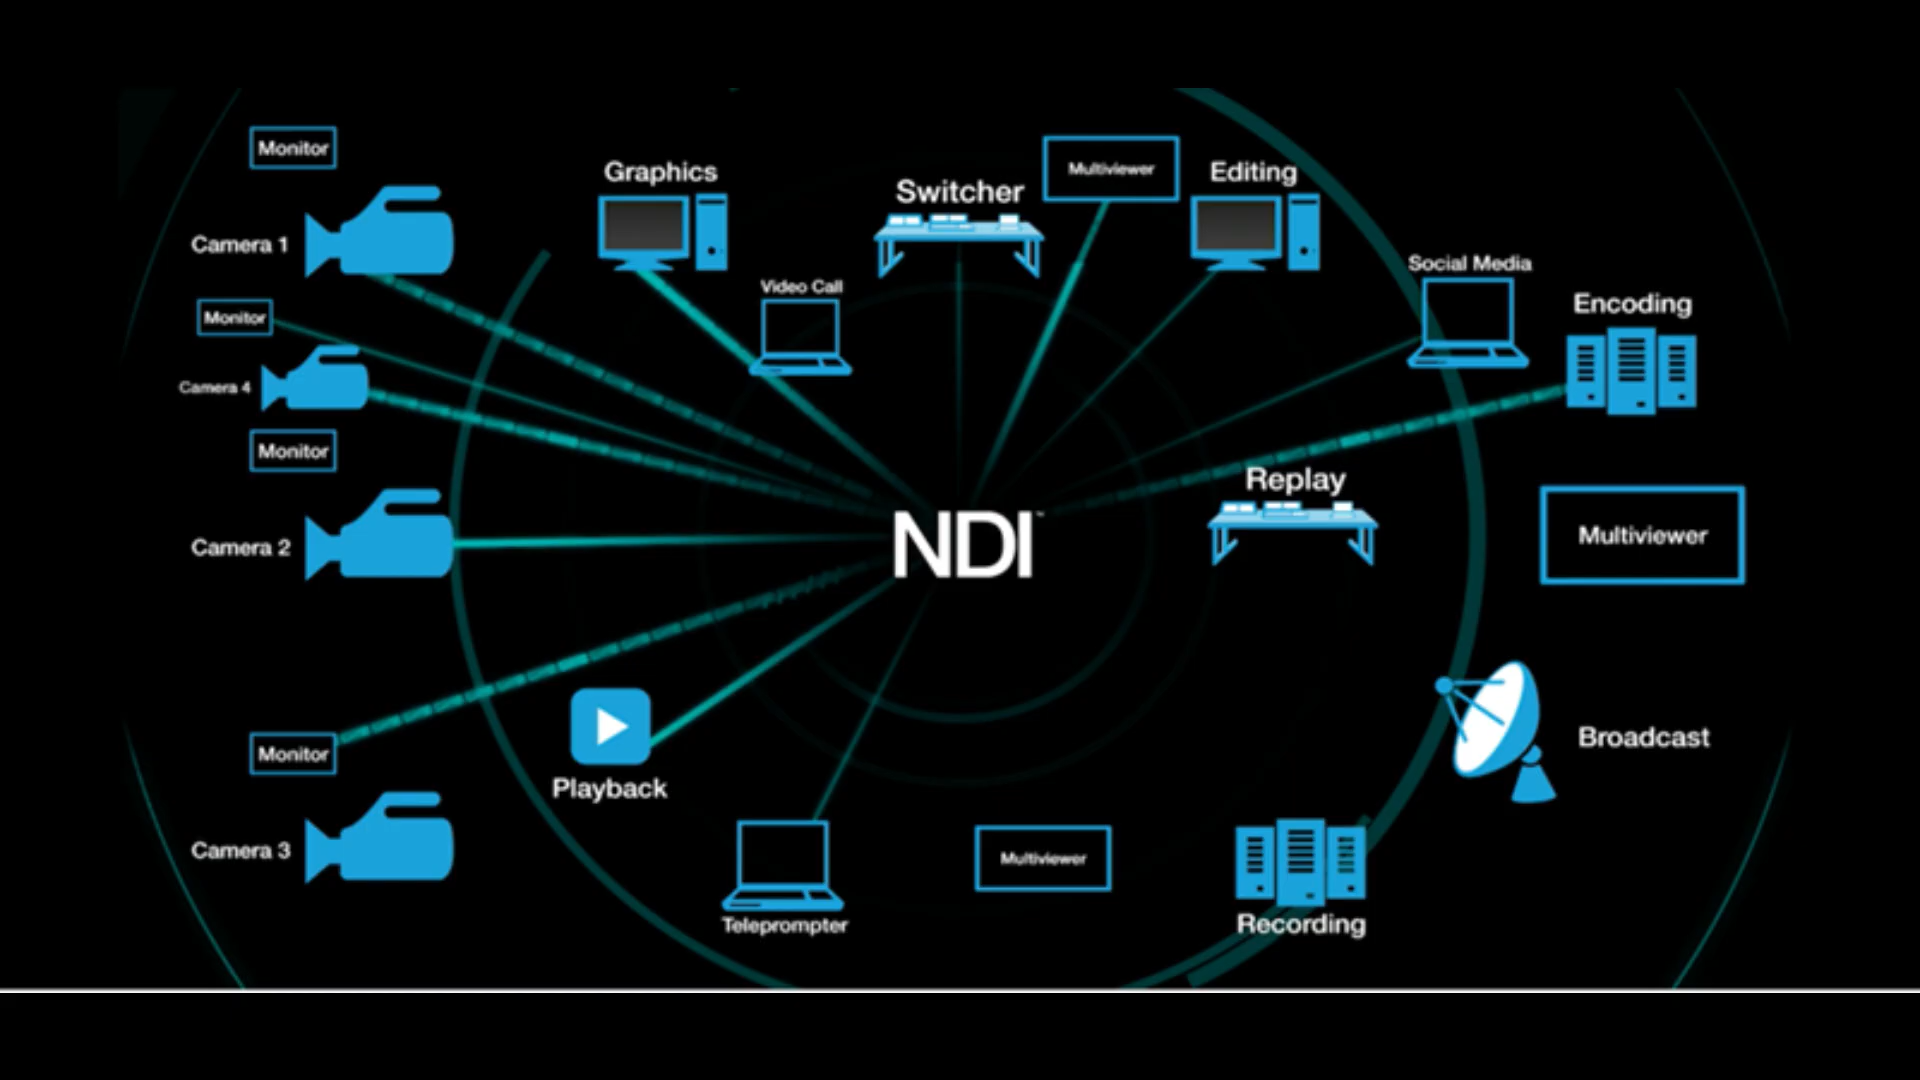 Monitor
Graphics
Switcher
Multiviewer
Editing
Camera 1
Video Call
Social Media
Encoding
Monitor
Camera 4
Monitor
Replay
Camera 2
NDI™
Multiviewer
Monitor
Playback
Broadcast
Camera 3
Multiviewer
Teleprompter
Recording